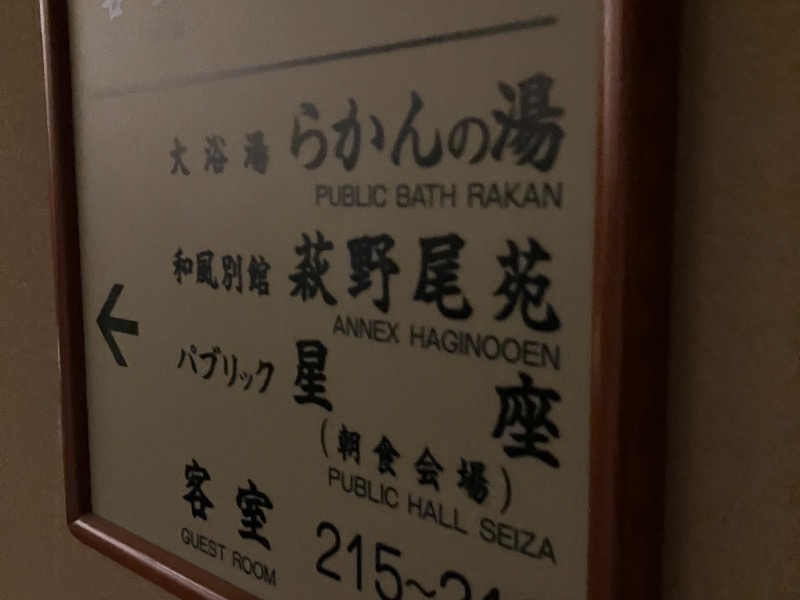 大浴場 らかんの湯
PUBLIC BATH RAKAN
和風別館 萩野尾苑
ANNEX HAGINOOEN
パブリック 星座
(朝食会場)
PUBLIC HALL SEIZA
客室 215~
GUEST ROOM